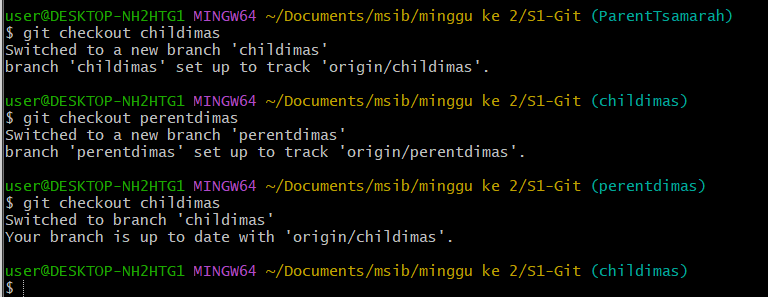 user@DESKTOP-NH2HTG1 MINGW64 ~/Documents/msib/minggu ke 2/S1-Git (ParentTsamarah)
$ git checkout childimas
Switched to a new branch 'childimas'
branch 'childimas' set up to track 'origin/childimas'.
user@DESKTOP-NH2HTG1 MINGW64 ~/Documents/msib/minggu ke 2/S1-Git (childimas)
$ git checkout perentdimas
Switched to a new branch 'perentdimas'
branch 'perentdimas' set up to track 'origin/perentdimas'.
user@DESKTOP-NH2HTG1 MINGW64 ~/Documents/msib/minggu ke 2/S1-Git (perentdimas)
$ git checkout childimas
Switched to branch 'childimas'
Your branch is up to date with 'origin/childimas'.
user@DESKTOP-NH2HTG1 MINGW64 ~/Documents/msib/minggu ke 2/S1-Git (childimas)
$